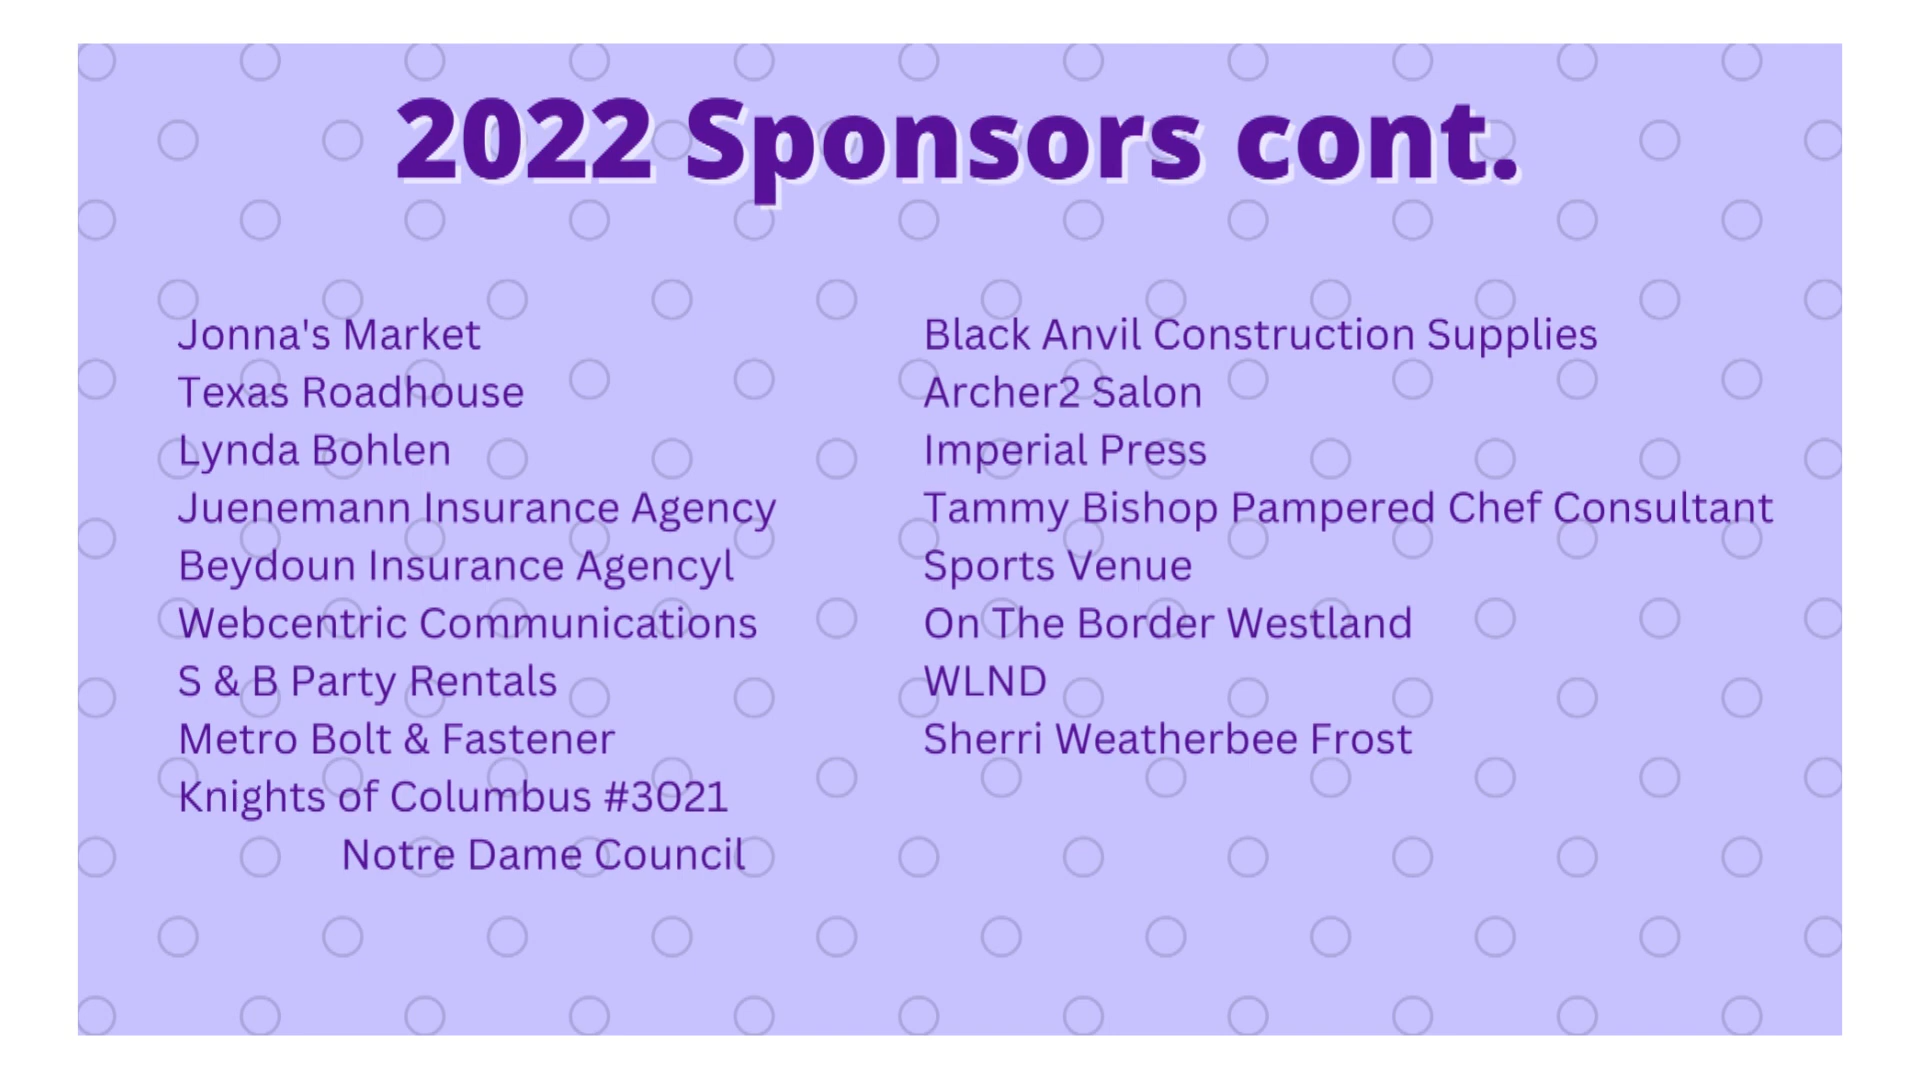 2022 Sponsors cont.
Jonna's Market
Texas Roadhouse
Lynda Bohlen
Juenemann Insurance Agency
Beydoun Insurance Agencyl
Webcentric Communications
S & B Party Rentals
Metro Bolt & Fastener
Knights of Columbus #3021
Notre Dame Council
Black Anvil Construction Supplies
Archer2 Salon
Imperial Press
Tammy Bishop Pampered Chef Consultant
Sports Venue
On The Border Westland
WLND
Sherri Weatherbee Frost